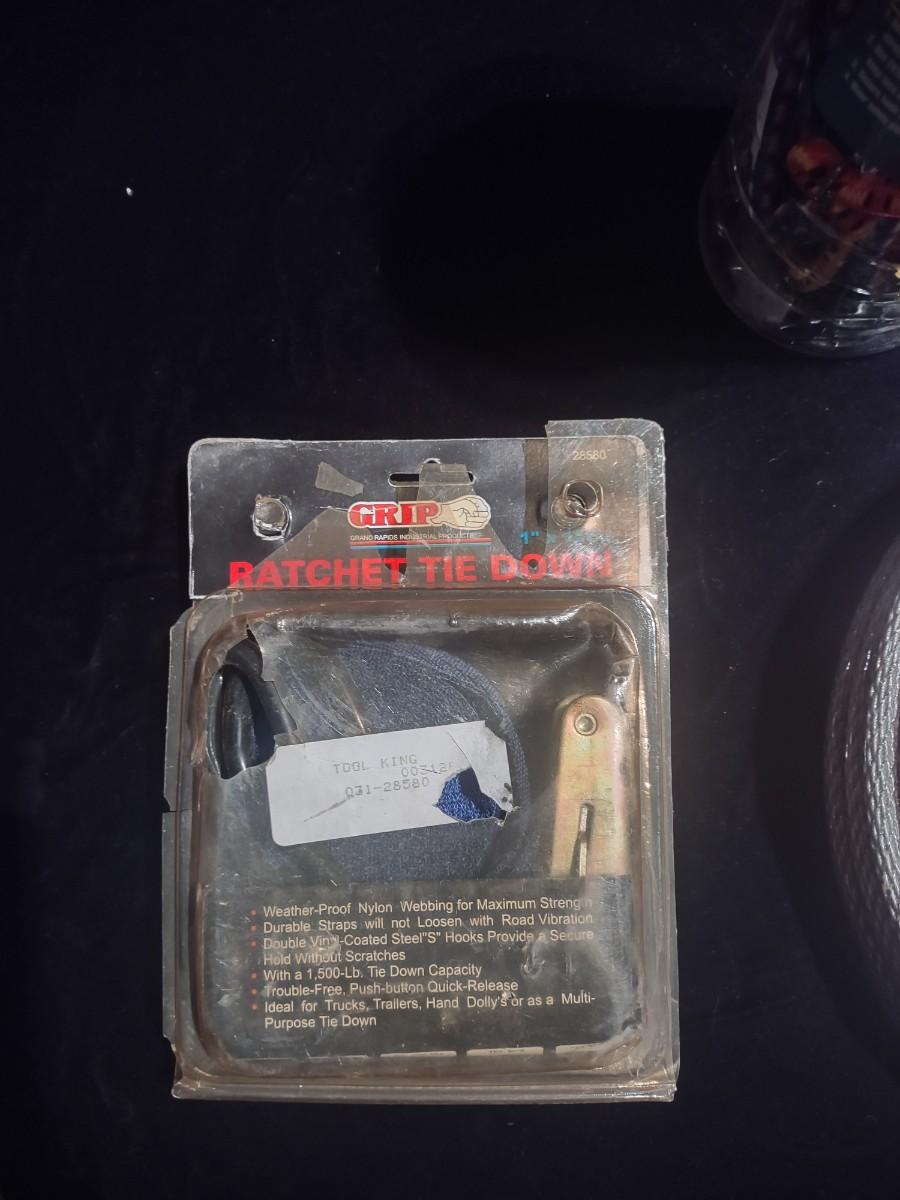 28580
GRIP
GRAND RAPIDS INDUSTRIAL PRODUCTS
1" x
RATCHET TIE DOWN
TOOL KING
Q31-28580
• Weather-Proof Nylon Webbing for Maximum Strength
• Durable Straps will not Loosen with Road Vibration
• Double Vinyl-Coated Steel"S" Hooks Provide a Secure
Hold Without Scratches
• With a 1,500-Lb. Tie Down Capacity
• Trouble-Free, Push-button Quick-Release
• Ideal for Trucks, Trailers, Hand Dolly's or as a Multi-
Purpose Tie Down